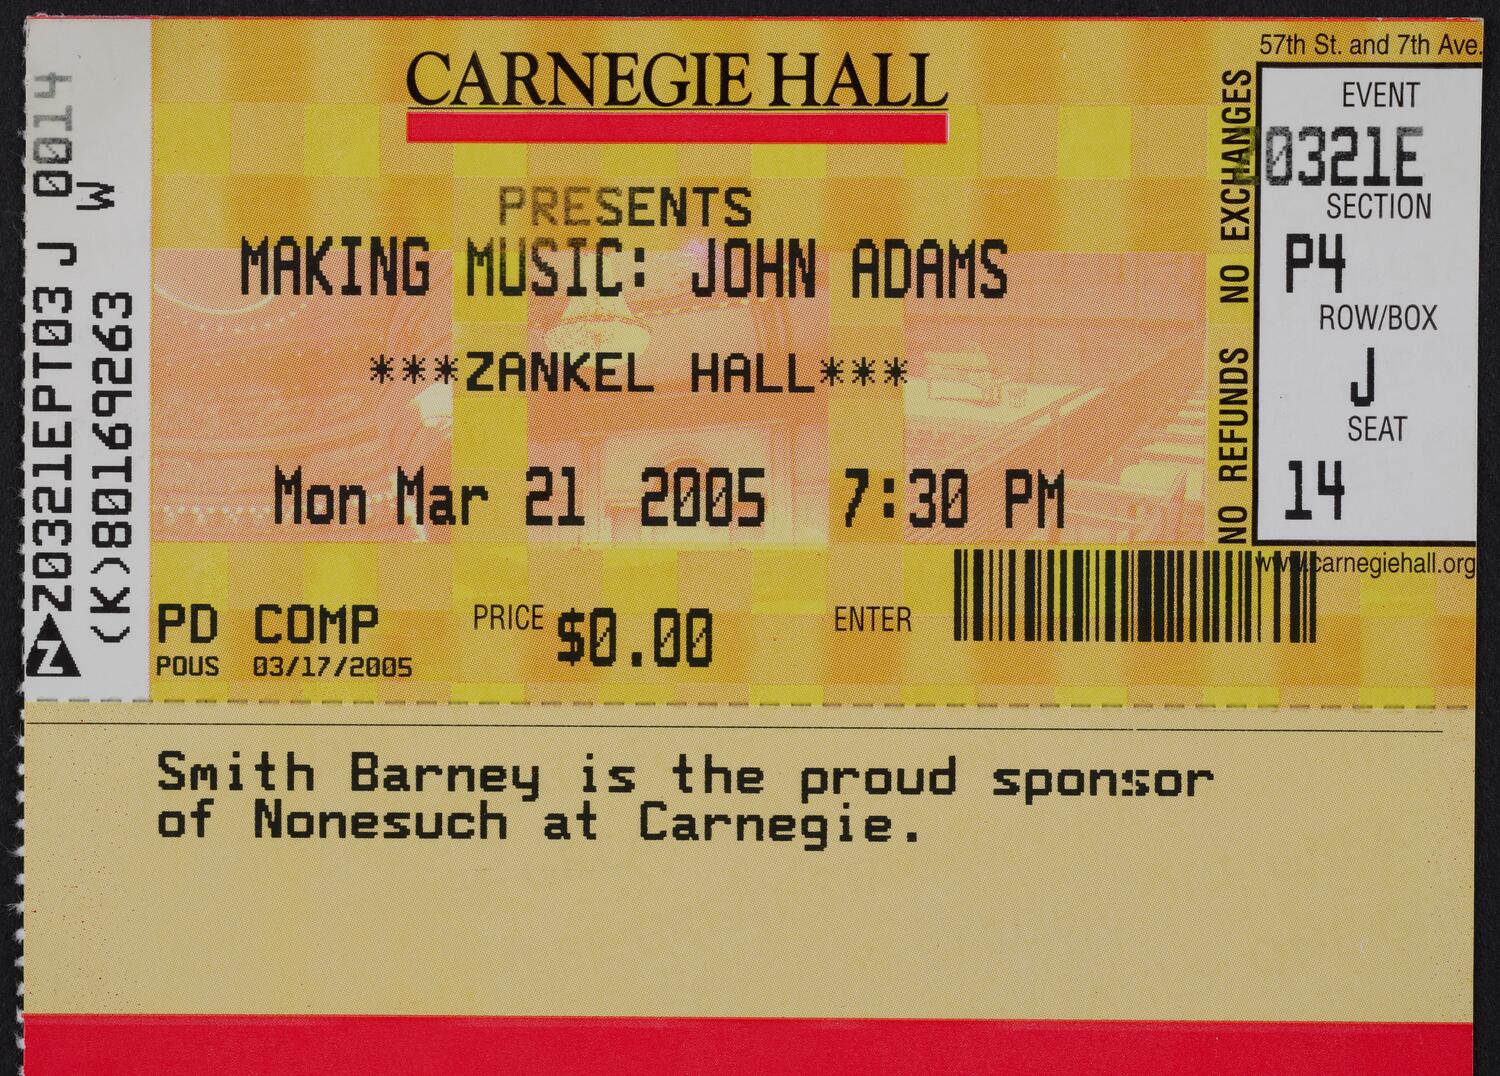 0014
W
Z0321EPT03 J
(K)80169263
Z
CARNEGIE HALL
PRESENTS
MAKING MUSIC: JOHN ADAMS
***ZANKEL HALL***
Mon Mar 21 2005 7:30 PM
PD COMP
PRICE $0.00
ENTER
POUS 03/17/2005
NO REFUNDS NO EXCHANGES
57th St. and 7th Ave.
EVENT
Z0321E
SECTION
P4
ROW/BOX
J
SEAT
14
www.carnegiehall.org
Smith Barney is the proud sponsor
of Nonesuch at Carnegie.